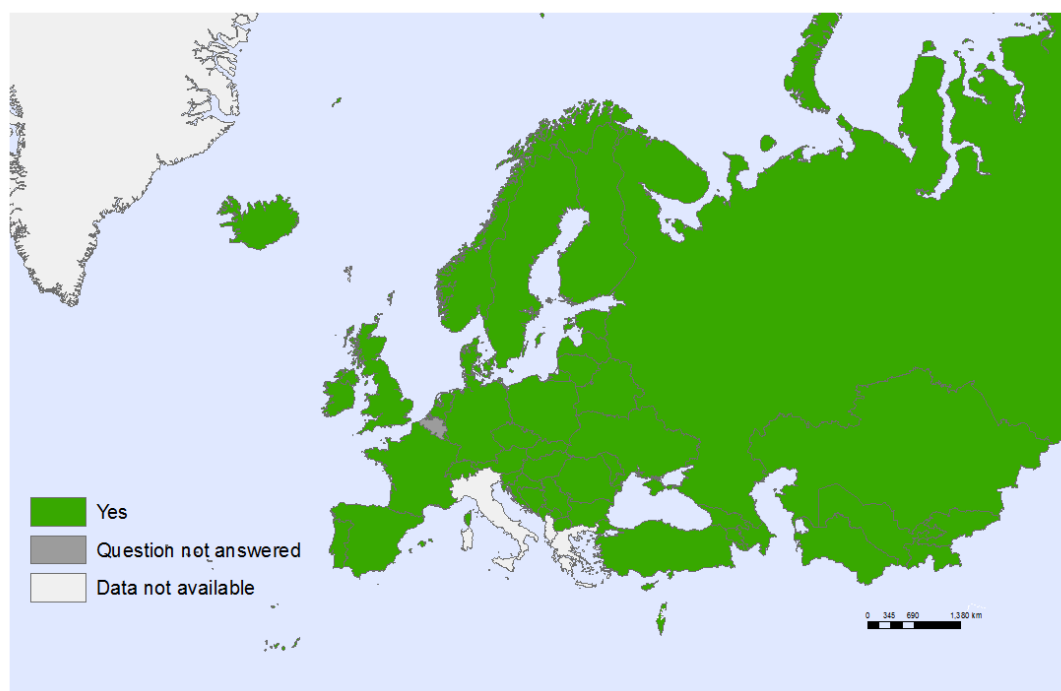 Yes
Question not answered
Data not available
0 345 690 1,380 km